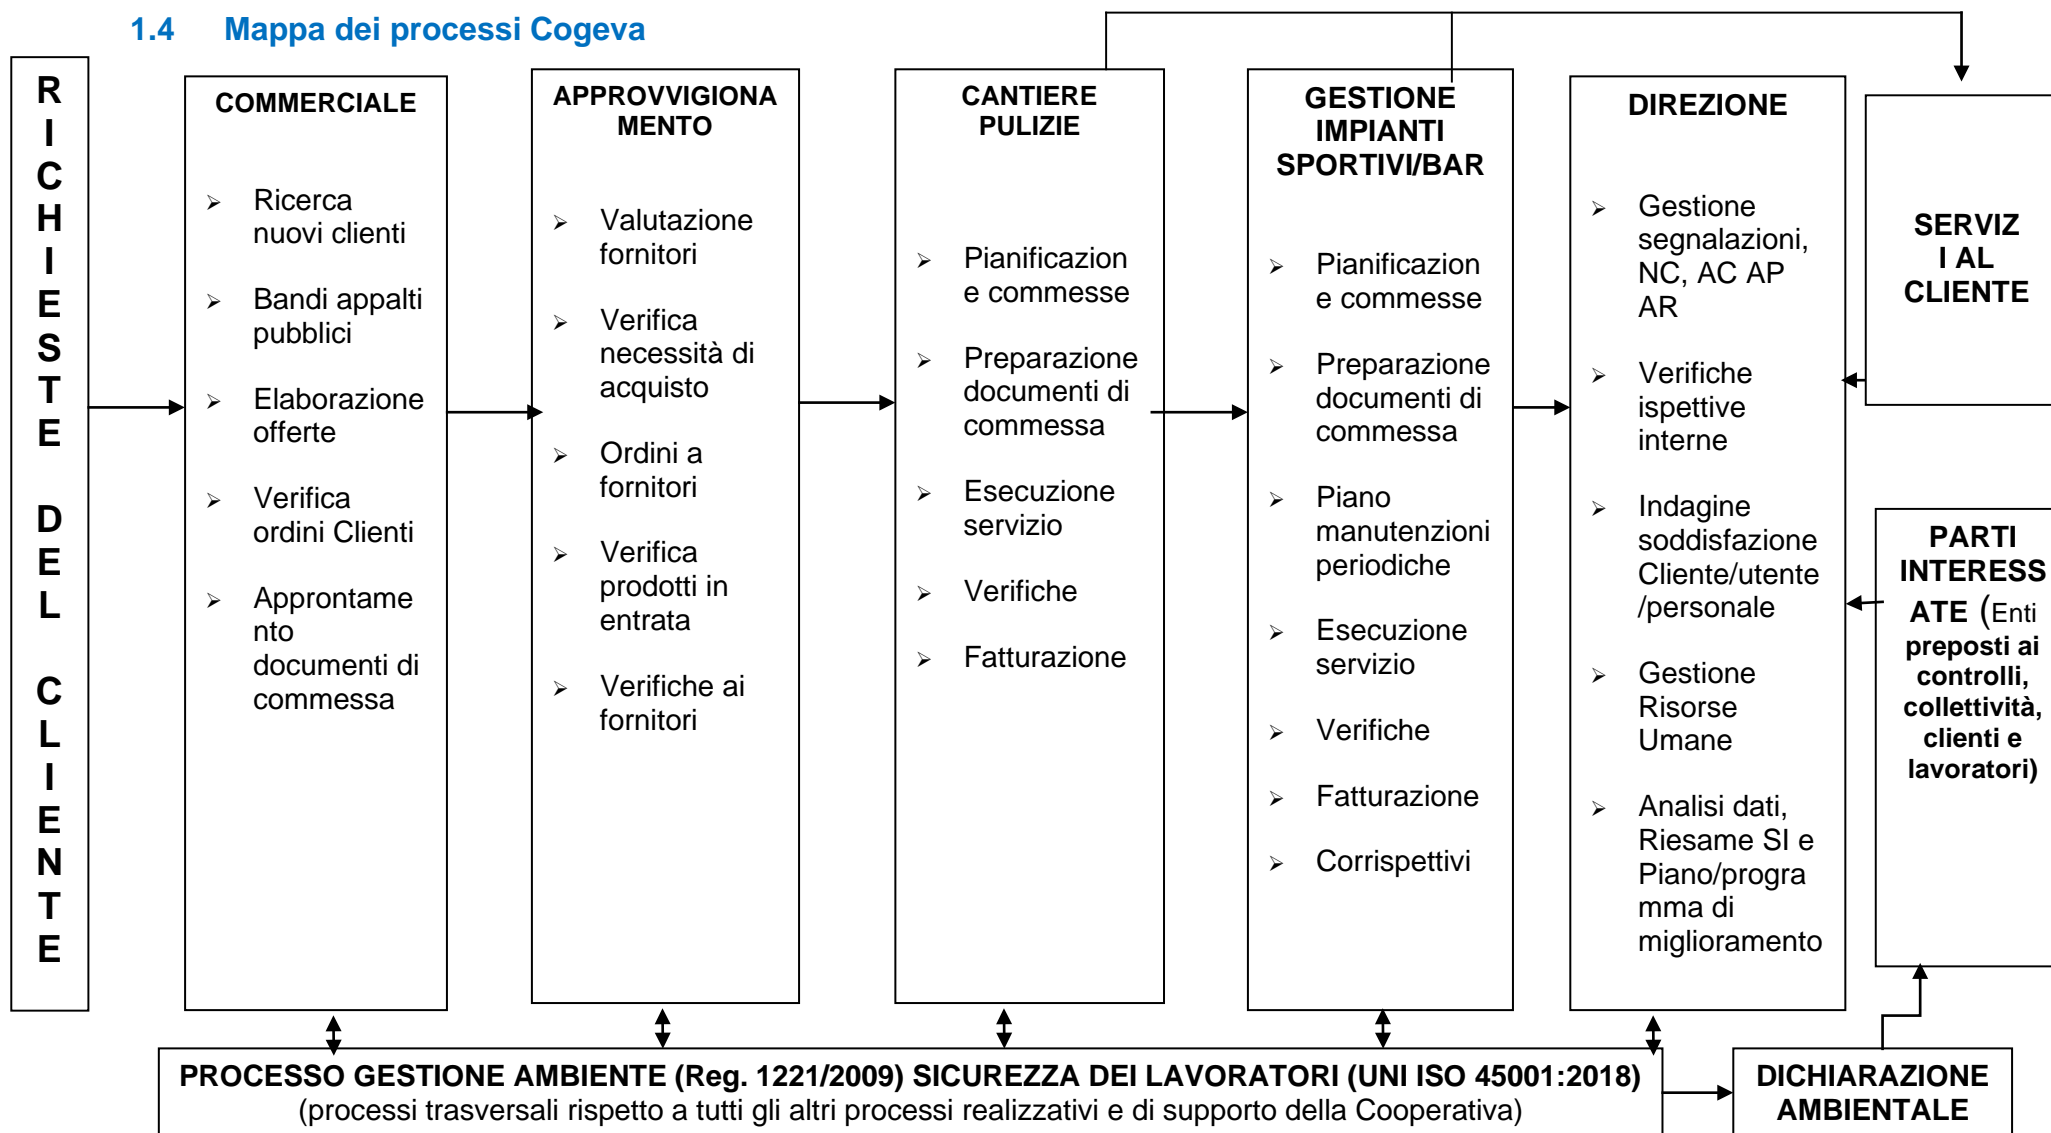 1.4 Mappa dei processi Cogeva
R
I
C
H
I
E
S
T
E
D
E
L
C
L
I
E
N
T
E
COMMERCIALE
➢ Ricerca
nuovi clienti
➢ Bandi appalti
pubblici
➢ Elaborazione
offerte
➢ Verifica
ordini Clienti
➢ Approntame
nto
documenti di
commessa
APPROVVIGIONA
MENTO
➢ Valutazione
fornitori
➢ Verifica
necessità di
acquisto
➢ Ordini a
fornitori
➢ Verifica
prodotti in
entrata
➢ Verifiche ai
fornitori
CANTIERE
PULIZIE
➢ Pianificazion
e commesse
➢ Preparazione
documenti di
commessa
➢ Esecuzione
servizio
➢ Verifiche
➢ Fatturazione
GESTIONE
IMPIANTI
SPORTIVI/BAR
➢ Pianificazion
e commesse
➢ Preparazione
documenti di
commessa
➢ Piano
manutenzioni
periodiche
➢ Esecuzione
servizio
➢ Verifiche
➢ Fatturazione
➢ Corrispettivi
DIREZIONE
➢ Gestione
segnalazioni,
NC, AC AP
AR
➢ Verifiche
ispettive
interne
➢ Indagine
soddisfazione
Cliente/utente
/personale
➢ Gestione
Risorse
Umane
➢ Analisi dati,
Riesame SI e
Piano/progra
mma di
miglioramento
SERVIZ
I AL
CLIENTE
PARTI
INTERESS
ATE (Enti
preposti ai
controlli,
collettività,
clienti e
lavoratori)
PROCESSO GESTIONE AMBIENTE (Reg. 1221/2009) SICUREZZA DEI LAVORATORI (UNI ISO 45001:2018)
(processi trasversali rispetto a tutti gli altri processi realizzativi e di supporto della Cooperativa)
DICHIARAZIONE
AMBIENTALE